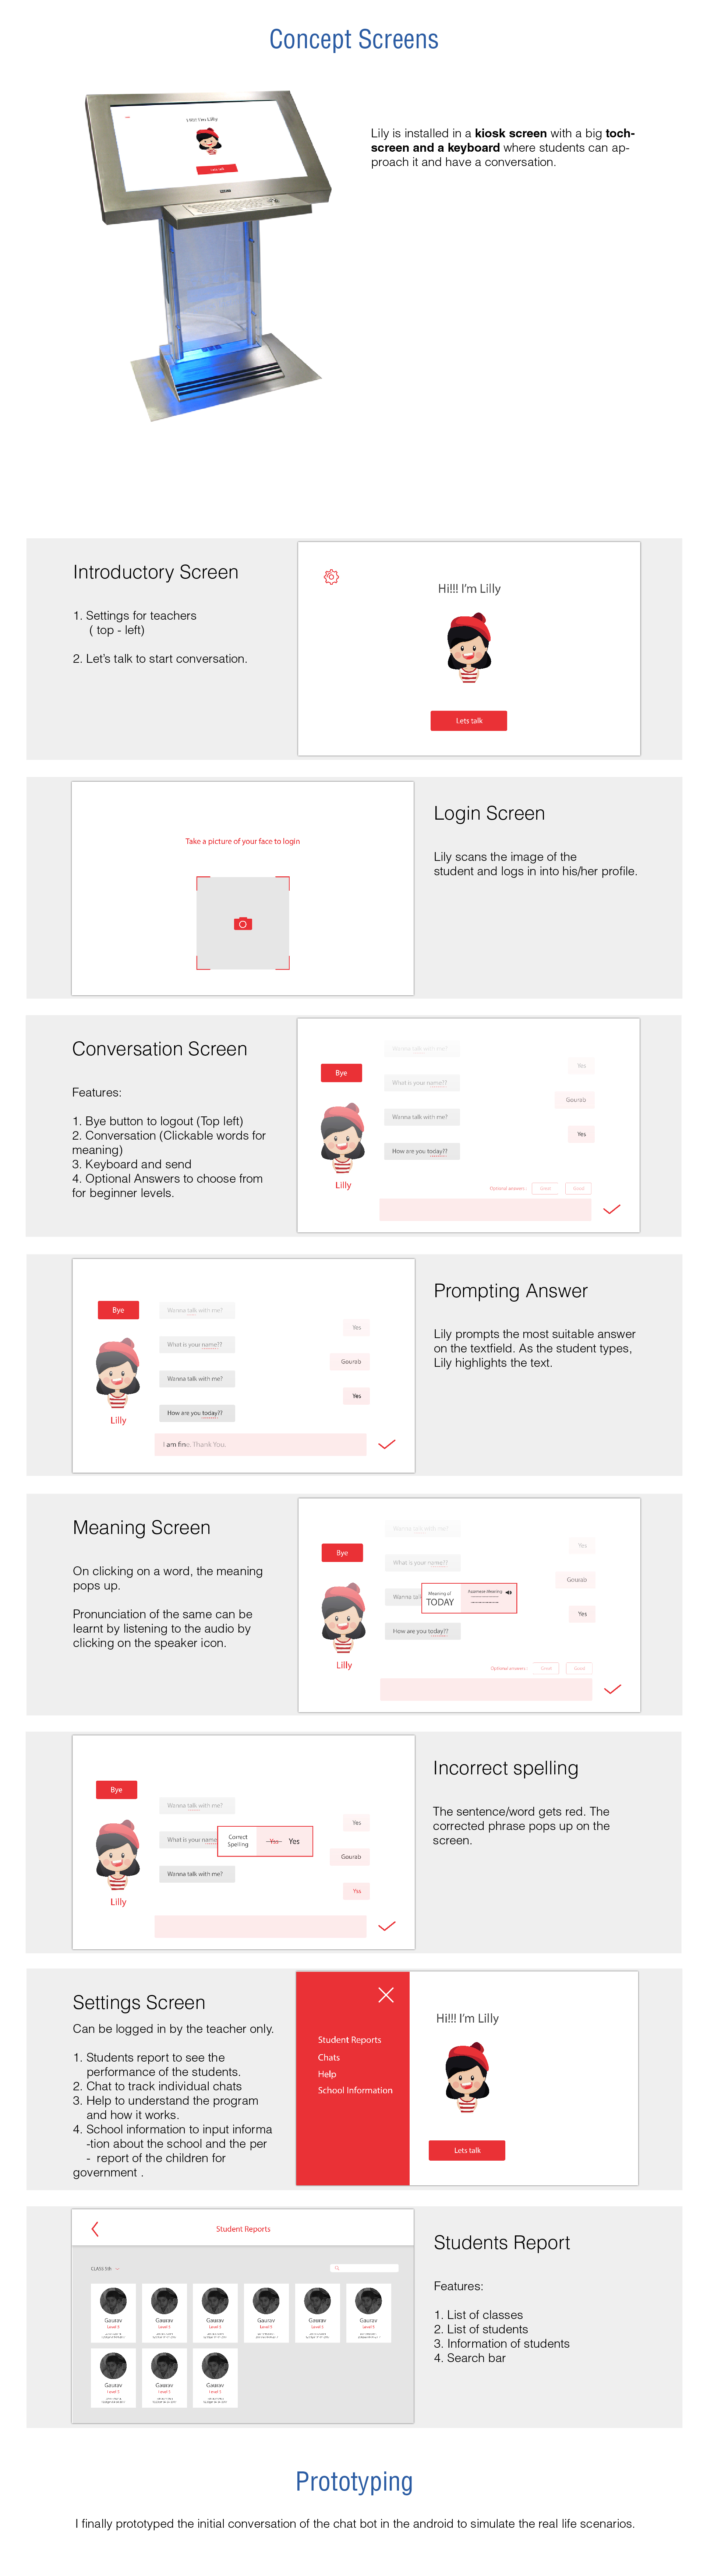 Concept Screens
Hi!!! I'm Lilly
Lily is installed in a kiosk screen with a big toch-
screen and a keyboard where students can ap-
proach it and have a conversation.
Introductory Screen
1. Settings for teachers
( top - left)
2. Let's talk to start conversation.
Hi!!! I'm Lilly
Lets talk
Take a picture of your face to login
Login Screen
Lily scans the image of the
student and logs in into his/her profile.
Conversation Screen
Features:
1. Bye button to logout (Top left)
2. Conversation (Clickable words for
meaning)
3. Keyboard and send
4. Optional Answers to choose from
for beginner levels.
Wanna talk with me?
Yes
Bye
What is your name??
Gourab
Wanna talk with me?
Yes
How are you today??
Lilly
Optional answers :
Good
Bye
Wanna talk with me?
Yes
What is your name??
Gourab
Wanna talk with me?
Yes
How are you today??
Lilly
I am fine. Thank You.
Prompting Answer
Lily prompts the most suitable answer
on the textfield. As the student types,
Lily highlights the text.
Meaning Screen
On clicking on a word, the meaning
pops up.
Pronunciation of the same can be
learnt by listening to the audio by
clicking on the speaker icon.
Wanna talk with me?
Yes
Bye
What is your name??
Gourab
Wanna talk
Meaning of
TODAY
Assamese Meaning
Yes
How are you today??
Lilly
Optional answers :
Good
Bye
Wanna talk with me?
Yes
What is your name
Correct
Spelling
Yss Yes
Gourab
Wanna talk with me?
Yss
Lilly
Incorrect spelling
The sentence/word gets red. The
corrected phrase pops up on the
screen.
Settings Screen
Can be logged in by the teacher only.
1. Students report to see the
performance of the students.
2. Chat to track individual chats
3. Help to understand the program
and how it works.
4. School information to input informa
-tion about the school and the per
- report of the children for
government .
Student Reports
Chats
Help
School Information
Hi!!! I'm Lilly
Lets talk
Student Reports
CLASS 5B
Gaurav Gaurav Gaurav Gaurav Gaurav Gaurav
Level 5 Level 5 Level 5 Level 5 Level 5 Level 5
Gaurav Gaurav Gaurav
Level 5 Level 5 Level 5
Students Report
Features:
1. List of classes
2. List of students
3. Information of students
4. Search bar
Prototyping
I finally prototyped the initial conversation of the chat bot in the android to simulate the real life scenarios.